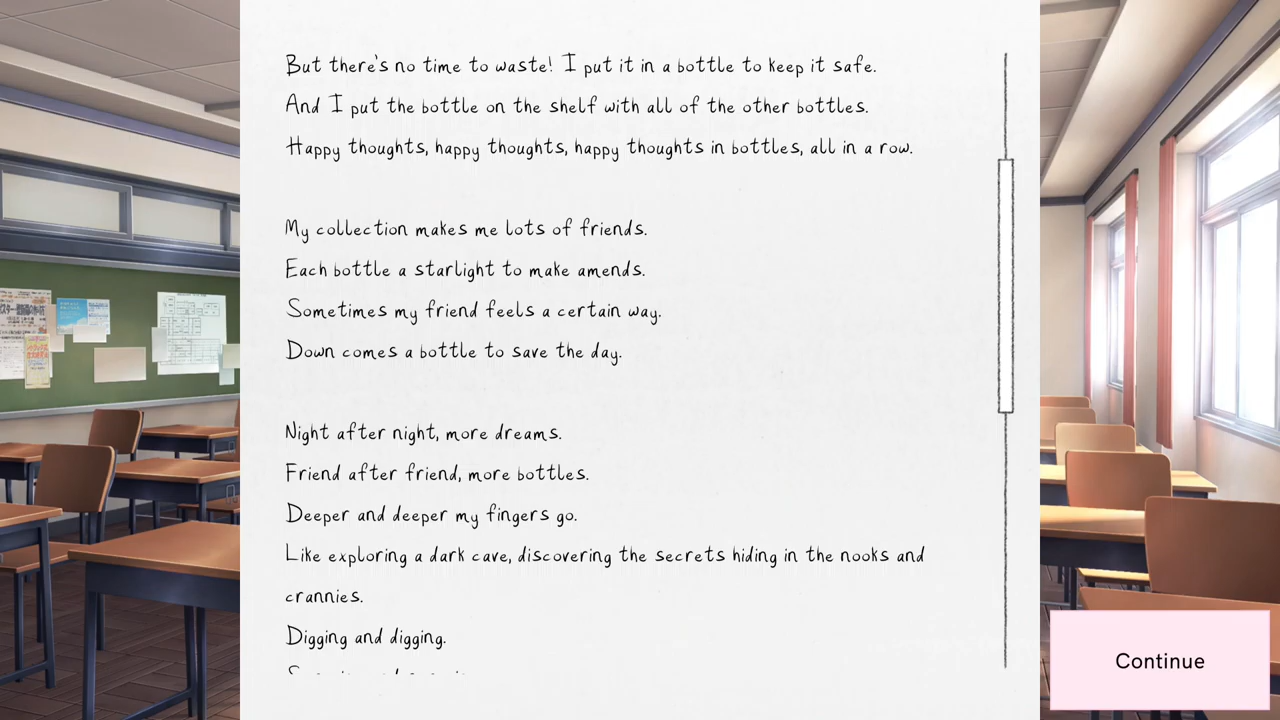 But there's no time to waste! I put it in a bottle to keep it safe.
And I put the bottle on the shelf with all of the other bottles.
Happy thoughts, happy thoughts, happy thoughts in bottles, all in a row.
My collection makes me lots of friends.
Each bottle a starlight to make amends.
Sometimes my friend feels a certain way.
Down comes a bottle to save the day.
Night after night, more dreams.
Friend after friend, more bottles.
Deeper and deeper my fingers go.
Like exploring a dark cave, discovering the secrets hiding in the nooks and
crannies.
Digging and digging.
Continue